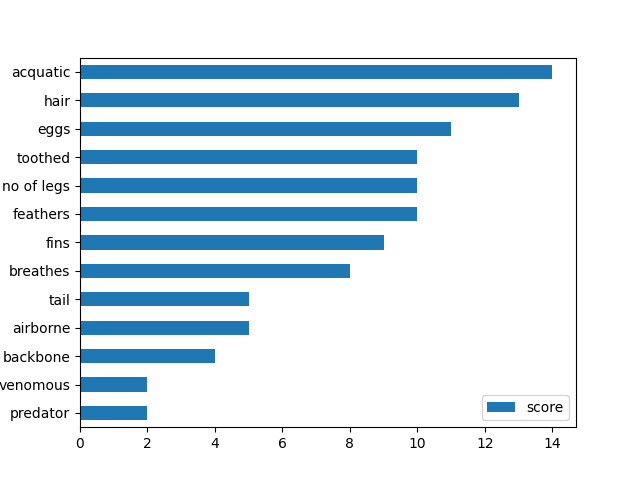 acquatic
hair
eggs
toothed
no of legs
feathers
fins
breathes
tail
airborne
backbone
venomous
predator
0 2 4 6 8 10 12 14
score